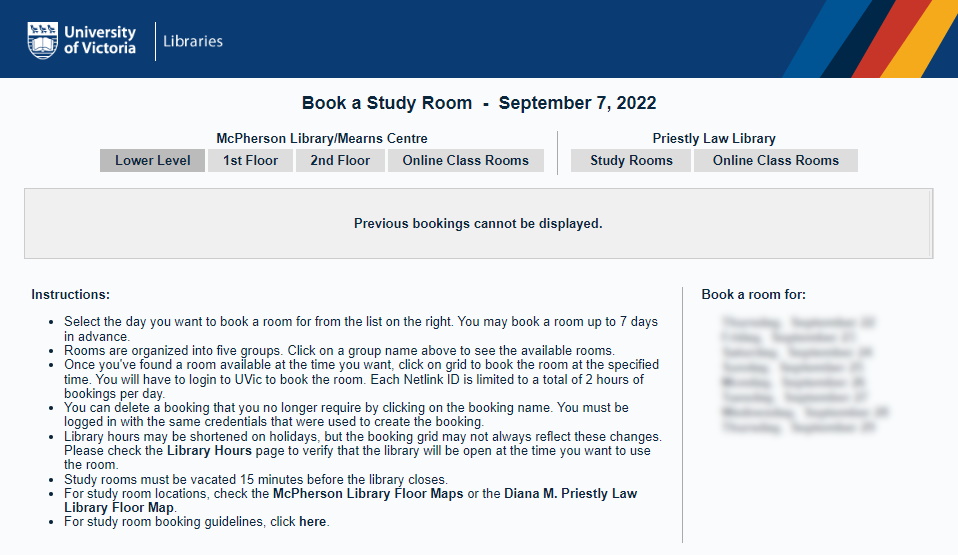 University
of Victoria
Libraries
Book a Study Room - September 7, 2022
McPherson Library/Mearns Centre
Priestly Law Library
Lower Level 1st Floor 2nd Floor Online Class Rooms Study Rooms Online Class Rooms
Previous bookings cannot be displayed.
Instructions:
• Select the day you want to book a room for from the list on the right. You may book a room up to 7 days
in advance.
• Rooms are organized into five groups. Click on a group name above to see the available rooms.
• Once you've found a room available at the time you want, click on grid to book the room at the specified
time. You will have to login to UVic to book the room. Each Netlink ID is limited to a total of 2 hours of
bookings per day.
• You can delete a booking that you no longer require by clicking on the booking name. You must be
logged in with the same credentials that were used to create the booking.
• Library hours may be shortened on holidays, but the booking grid may not always reflect these changes.
Please check the Library Hours page to verify that the library will be open at the time you want to use
the room.
• Study rooms must be vacated 15 minutes before the library closes.
• For study room locations, check the McPherson Library Floor Maps or the Diana M. Priestly Law
Library Floor Map.
• For study room booking guidelines, click here.
Book a room for: